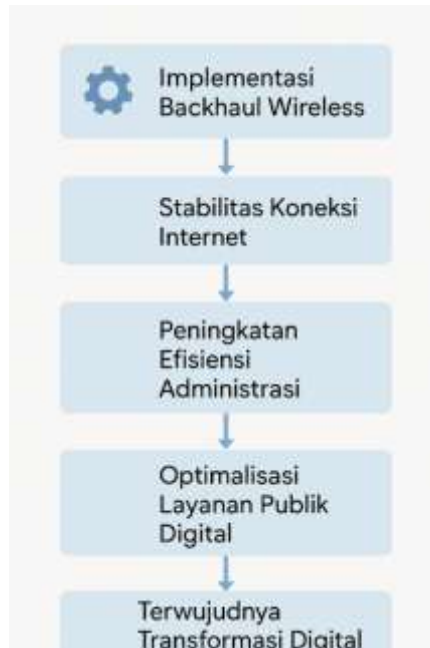 Implementasi
Backhaul Wireless
Stabilitas Koneksi
Internet
Peningkatan
Efisiensi
Administrasi
Optimalisasi
Layanan Publik
Digital
Terwujudnya
Transformasi Digital